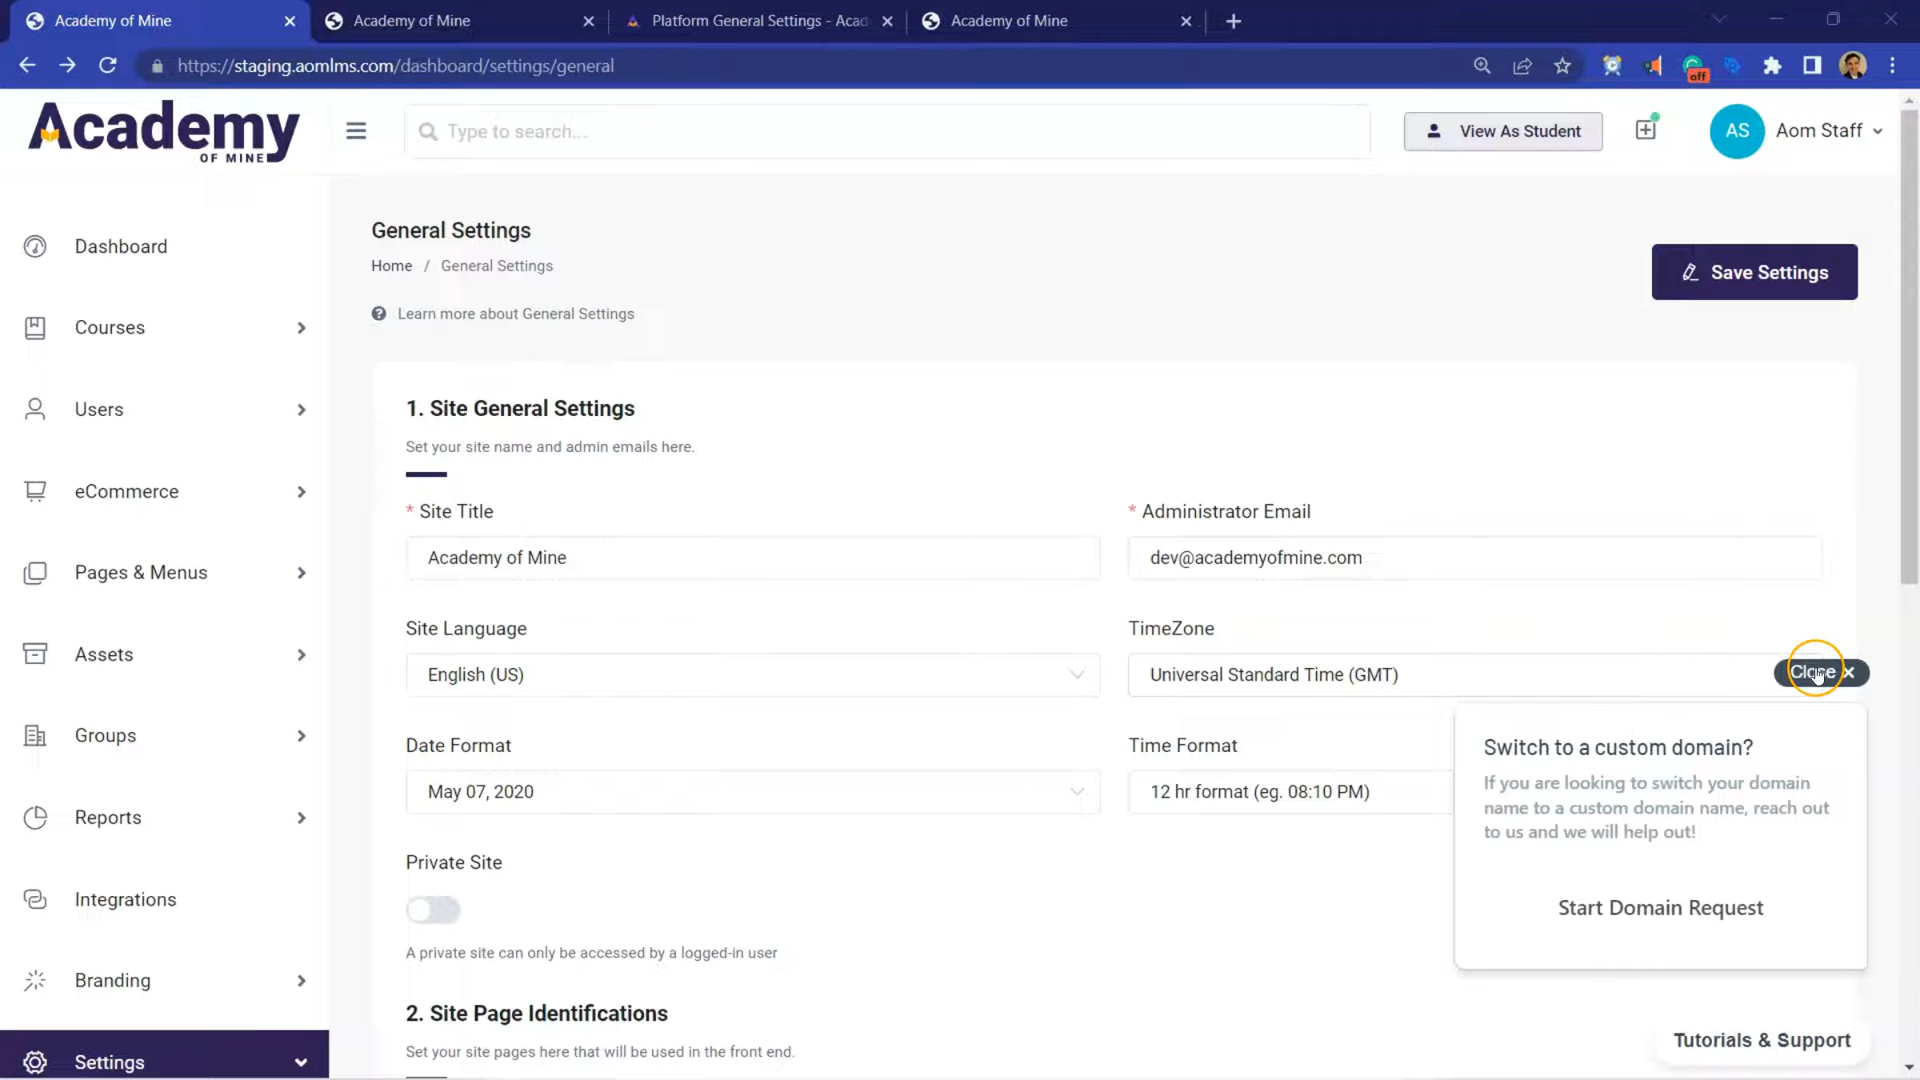 Academy of Mine
Academy of Mine
Platform General Settings - Acad
Academy of Mine
https://staging.aomlms.com/dashboard/settings/general
off
Academy
OF MINE
Type to search...
View As Student
AS
Aom Staff
Dashboard
Courses
Users
eCommerce
Pages & Menus
Assets
Groups
Reports
Integrations
Branding
Settings
General Settings
Home / General Settings
Learn more about General Settings
Save Settings
1. Site General Settings
Set your site name and admin emails here.
* Site Title
Academy of Mine
* Administrator Email
dev@academyofmine.com
Site Language
English (US)
TimeZone
Universal Standard Time (GMT)
Close ×
Date Format
May 07, 2020
Time Format
12 hr format (eg. 08:10 PM)
Private Site
A private site can only be accessed by a logged-in user
Switch to a custom domain?
If you are looking to switch your domain
name to a custom domain name, reach out
to us and we will help out!
Start Domain Request
2. Site Page Identifications
Set your site pages here that will be used in the front end.
Tutorials & Support